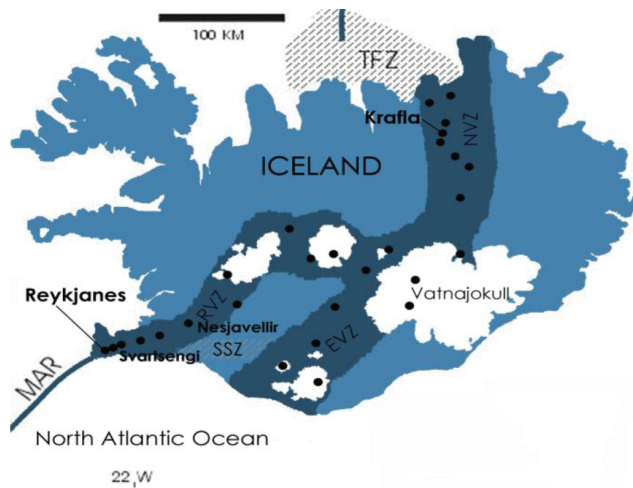 100 KM
TFZ
Krafla
NVZ
ICELAND
Reykjanes
RVZ
Nesjavellir
Vatnajokull
Svartsengi
SSZ
EVZ
MAR
North Atlantic Ocean
22 W